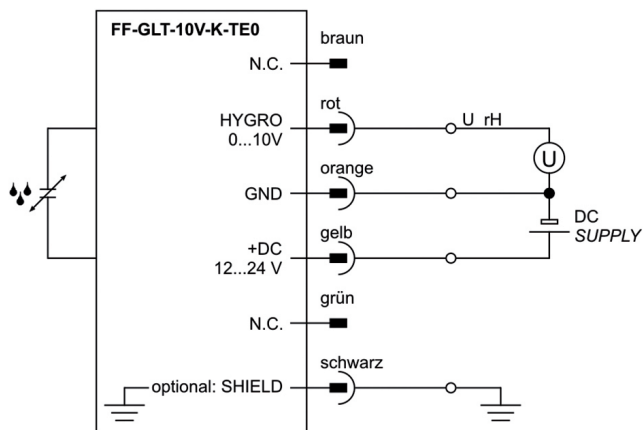 FF-GLT-10V-K-TE0
braun
N.C.
rot
HYGRO
0...10V
U rH
U
orange
GND
gelb
+DC
12...24 V
DC
SUPPLY
grün
N.C.
schwarz
optional: SHIELD